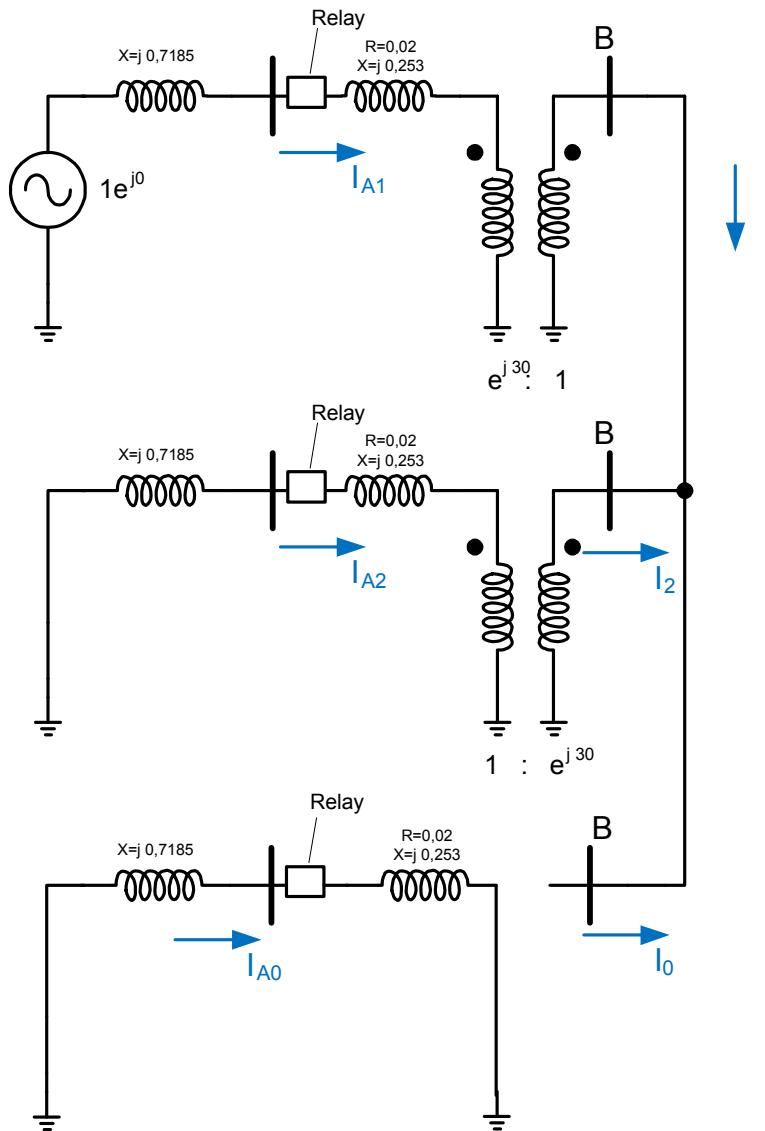 Relay
X=j 0,7185
R=0,02
X=j 0,253
B
I_A1
1e^j0
e^j 30 : 1
Relay
X=j 0,7185
R=0,02
X=j 0,253
B
I_A2
I_2
1 : e^j 30
Relay
X=j 0,7185
R=0,02
X=j 0,253
B
I_A0
I_0